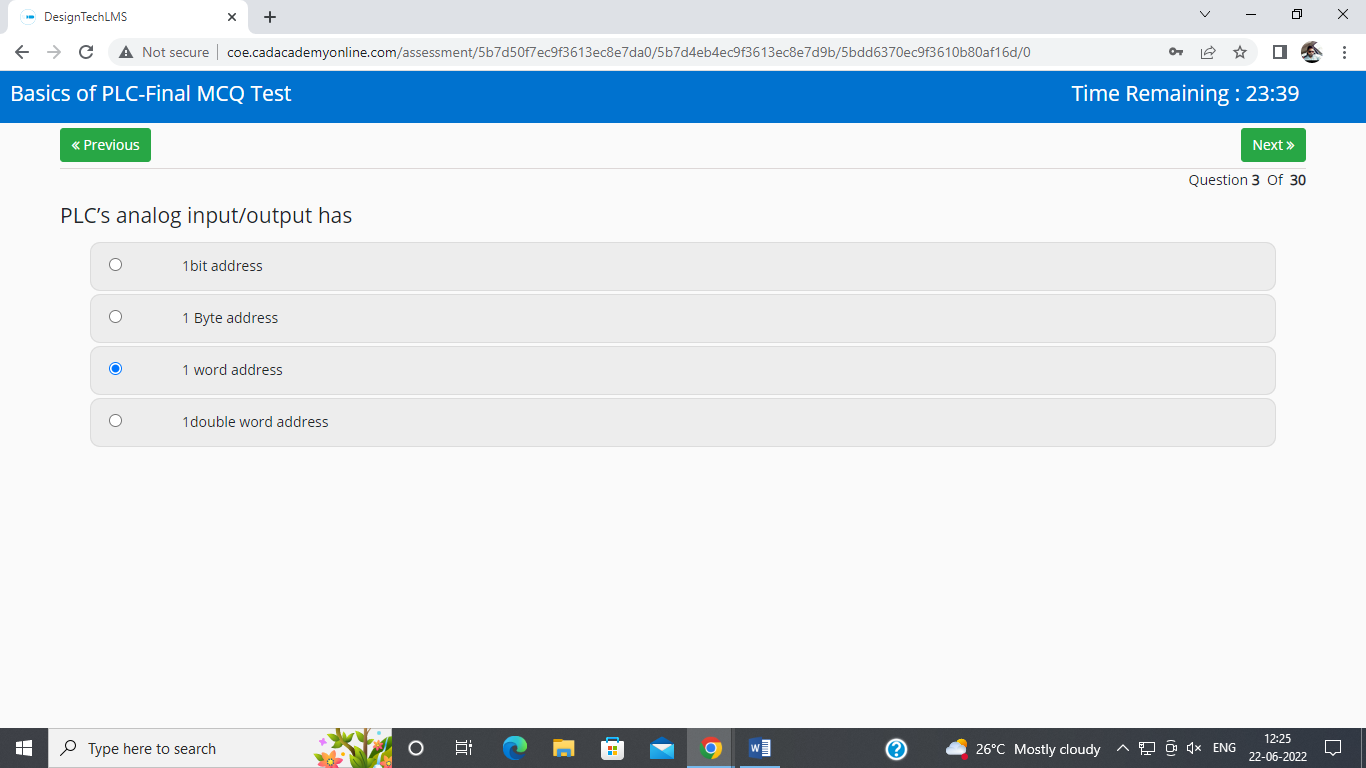 DesignTechLMS
Not secure
coe.cadacademyonline.com/assessment/5b7d50f7ec9f3613ec8e7da0/5b7d4eb4ec9f3613ec8e7d9b/5bdd6370ec9f3610b80af16d/0
Basics of PLC-Final MCQ Test
Time Remaining : 23:39
« Previous
Next »
Question 3 Of 30
PLC’s analog input/output has
1bit address
1 Byte address
1 word address
1double word address
Type here to search
26°C Mostly cloudy
ENG
12:25
22-06-2022